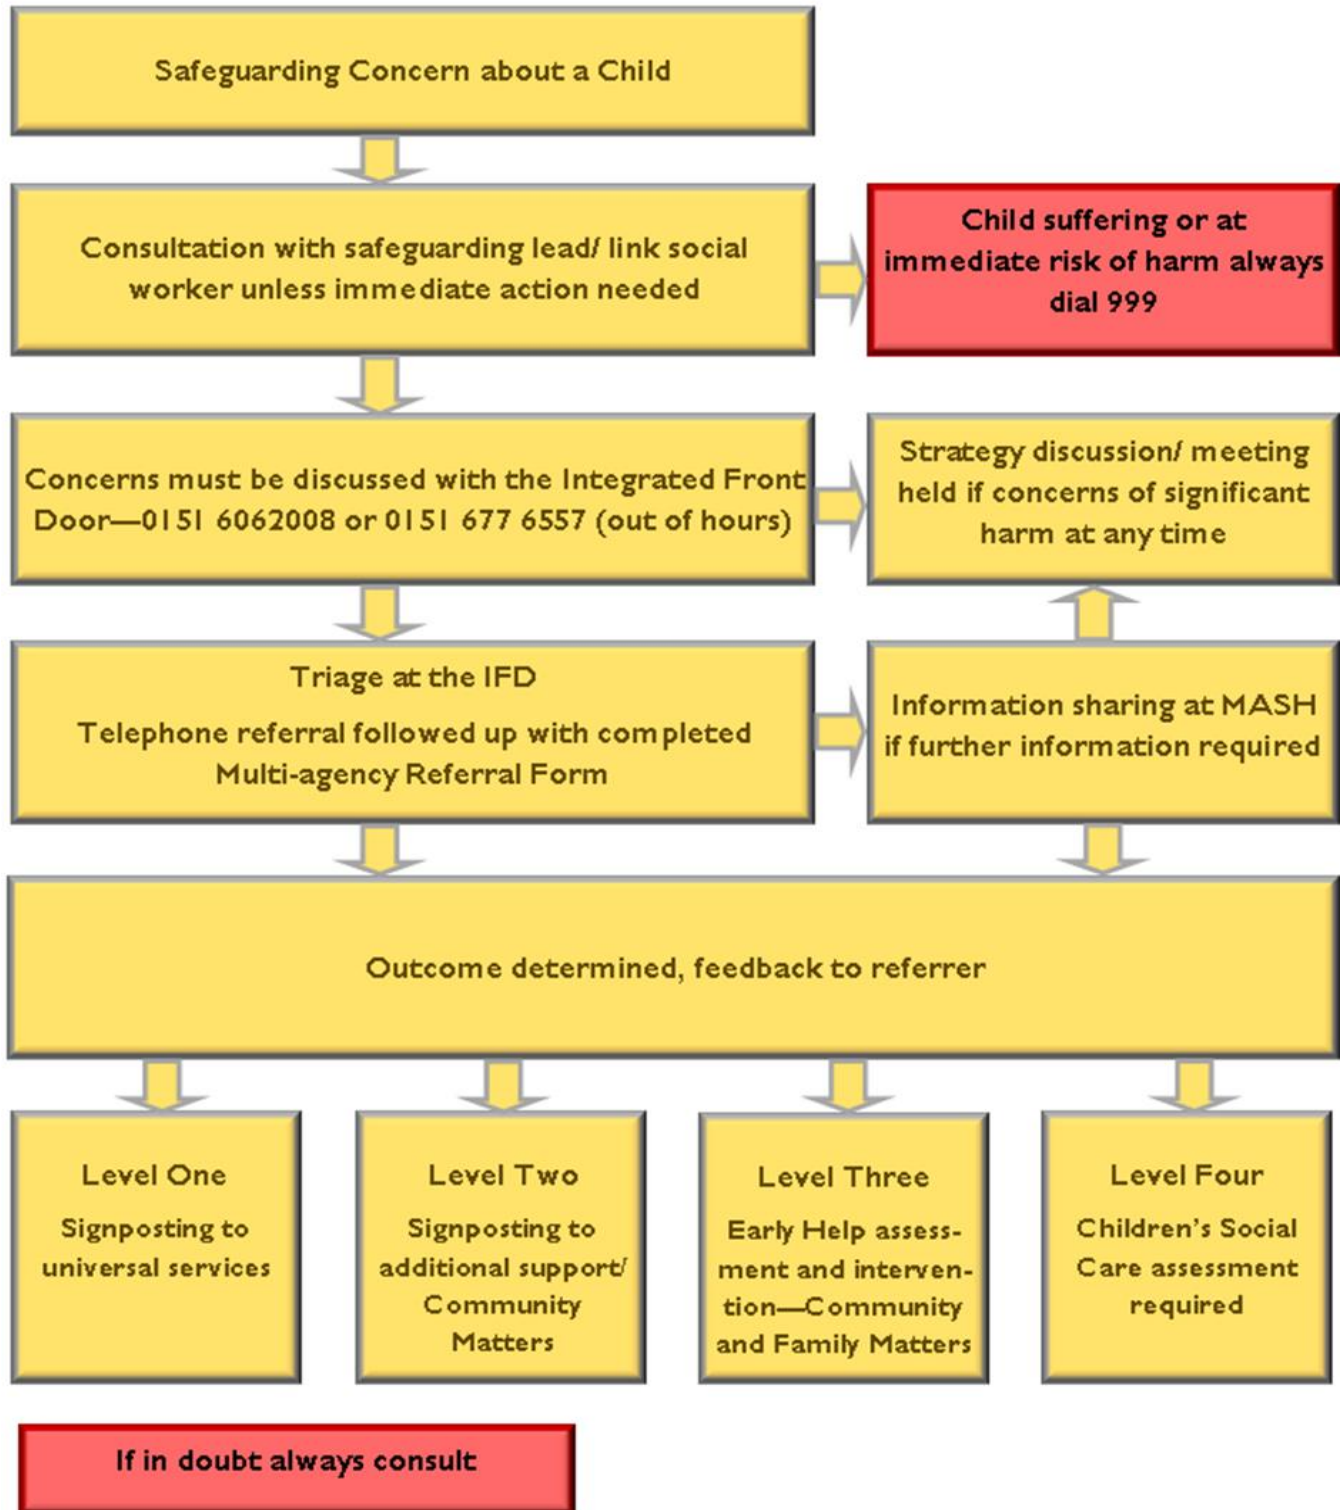 Safeguarding Concern about a Child
Consultation with safeguarding lead/ link social
worker unless immediate action needed
Child suffering or at
immediate risk of harm always
dial 999
Concerns must be discussed with the Integrated Front
Door—0151 6062008 or 0151 677 6557 (out of hours)
Strategy discussion/ meeting
held if concerns of significant
harm at any time
Triage at the IFD
Telephone referral followed up with completed
Multi-agency Referral Form
Information sharing at MASH
if further information required
Outcome determined, feedback to referrer
Level One
Signposting to
universal services
Level Two
Signposting to
additional support/
Community
Matters
Level Three
Early Help assess-
ment and interven-
tion—Community
and Family Matters
Level Four
Children's Social
Care assessment
required
If in doubt always consult